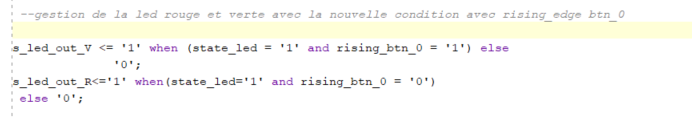 --gestion de la led rouge et verte avec la nouvelle condition avec rising_edge btn_0
s_led_out_V <= '1' when (state_led = '1' and rising_btn_0 = '1') else
'0';
s_led_out_R<='1' when(state_led='1' and rising_btn_0 = '0')
else '0';